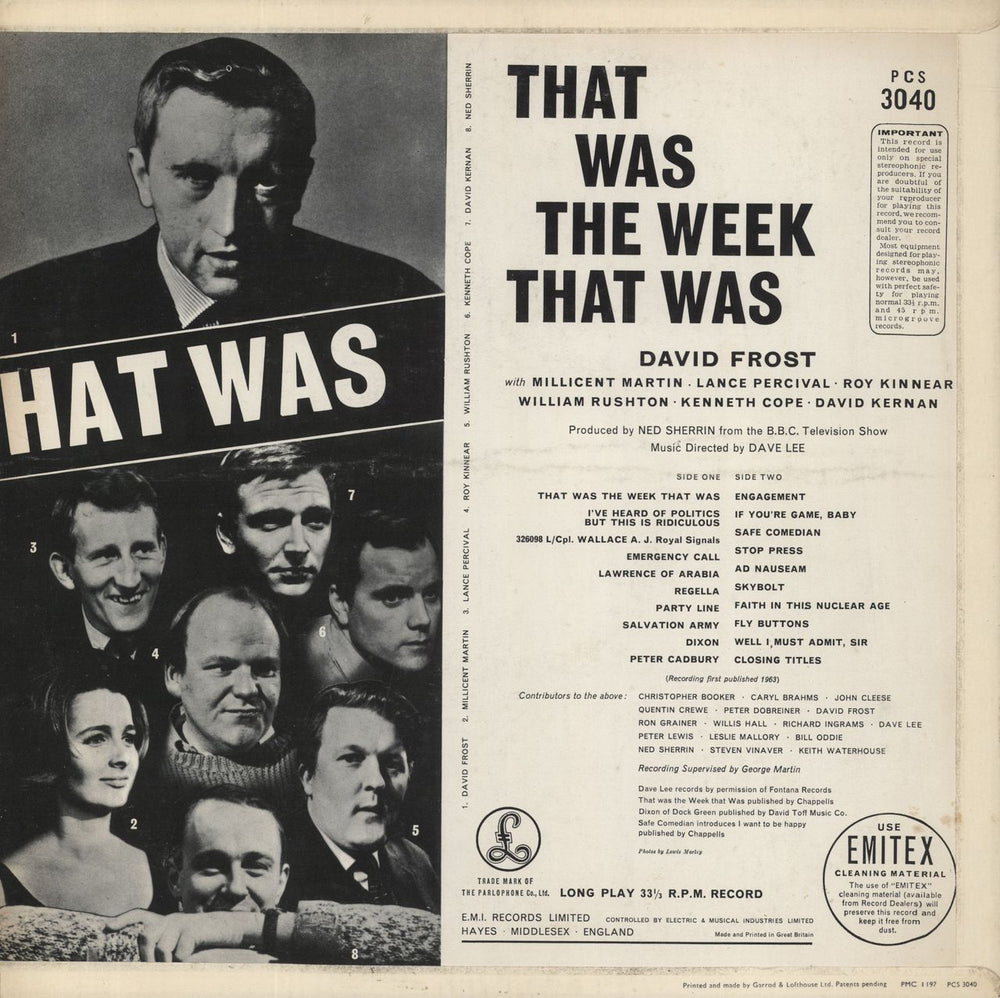 1
HAT WAS
7
3
6
4
2
5
8
1. DAVID FROST 2. MILLICENT MARTIN 3. LANCE PERCIVAL 4. ROY KINNEAR 5. WILLIAM RUSHTON 6. KENNETH COPE 7. DAVID KERNAN 8. NED SHERRIN
THAT
WAS
THE WEEK
THAT WAS
PCS
3040
IMPORTANT
This record is
intended for use
only on special
stereophonic re-
producers. If you
are doubtful of
the suitability of
your reproducer
for playing this
record, we recom-
mend you to con-
sult your record
dealer.
Most equipment
designed for play-
ing stereophonic
records may,
however, be used
with perfect safe-
ty for playing
normal 33⅓ r.p.m.
and 45 r.p.m.
microgroove
records.
DAVID FROST
with MILLICENT MARTIN · LANCE PERCIVAL · ROY KINNEAR
WILLIAM RUSHTON · KENNETH COPE · DAVID KERNAN
Produced by NED SHERRIN from the B.B.C. Television Show
Music Directed by DAVE LEE
SIDE ONE
THAT WAS THE WEEK THAT WAS
I'VE HEARD OF POLITICS
BUT THIS IS RIDICULOUS
326098 L/Cpl. WALLACE A. J. Royal Signals
EMERGENCY CALL
LAWRENCE OF ARABIA
REGELLA
PARTY LINE
SALVATION ARMY
DIXON
PETER CADBURY
SIDE TWO
ENGAGEMENT
IF YOU'RE GAME, BABY
SAFE COMEDIAN
STOP PRESS
AD NAUSEAM
SKYBOLT
FAITH IN THIS NUCLEAR AGE
FLY BUTTONS
WELL I MUST ADMIT, SIR
CLOSING TITLES
(Recording first published 1963)
Contributors to the above: CHRISTOPHER BOOKER · CARYL BRAHMS · JOHN CLEESE
QUENTIN CREWE · PETER DOBREINER · DAVID FROST
RON GRAINER · WILLIS HALL · RICHARD INGRAMS · DAVE LEE
PETER LEWIS · LESLIE MALLORY · BILL ODDIE
NED SHERRIN · STEVEN VINAVER · KEITH WATERHOUSE
Recording Supervised by George Martin
Dave Lee records by permission of Fontana Records
That was the Week that Was published by Chappells
Dixon of Dock Green published by David Toff Music Co.
Safe Comedian introduces I want to be happy
published by Chappells
Photos by Lewis Morley
£
TRADE MARK OF
THE PARLOPHONE Co., Ltd.
LONG PLAY 33⅓ R.P.M. RECORD
E.M.I. RECORDS LIMITED CONTROLLED BY ELECTRIC & MUSICAL INDUSTRIES LIMITED
HAYES · MIDDLESEX · ENGLAND Made and Printed in Great Britain
USE
EMITEX
CLEANING MATERIAL
The use of "EMITEX"
cleaning material (available
from Record Dealers) will
preserve this record and
keep it free from
dust.
Printed and made by Garrod & Lofthouse Ltd. Patents pending PMC 1197 PCS 3040